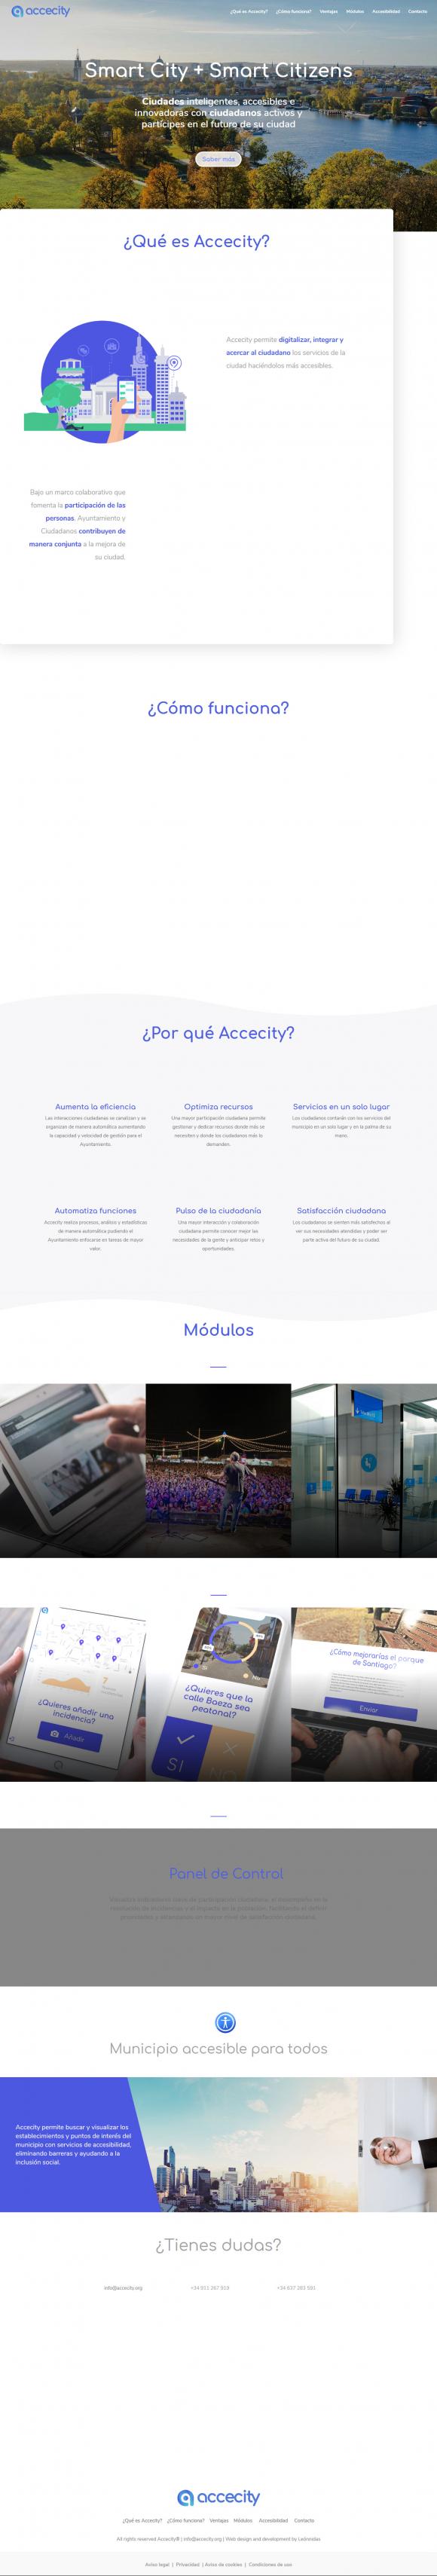 accecity
¿Qué es Accecity? ¿Cómo funciona? Ventajas Módulos Accesibilidad Contacto
Smart City + Smart Citizens
Ciudades inteligentes, accesibles e
innovadoras con ciudadanos activos y
partícipes en el futuro de su ciudad
Saber más
¿Qué es Accecity?
Accecity permite digitalizar, integrar y
acercar al ciudadano los servicios de la
ciudad haciéndolos más accesibles.
Bajo un marco colaborativo que
fomenta la participación de las
personas. Ayuntamiento y
Ciudadanos contribuyen de
manera conjunta a la mejora de
su ciudad.
¿Cómo funciona?
¿Por qué Accecity?
Aumenta la eficiencia
Las interacciones ciudadanas se canalizan y se
organizan de manera automática aumentando
la capacidad y velocidad de gestión para el
Ayuntamiento.
Optimiza recursos
Una mayor participación ciudadana permite
gestionar y dedicar recursos donde más se
necesiten y donde los ciudadanos más lo
demanden.
Servicios en un solo lugar
Los ciudadanos contarán con los servicios del
municipio en un solo lugar y en la palma de su
mano.
Automatiza funciones
Accecity realiza procesos, análisis y estadísticas
de manera automática pudiendo el
Ayuntamiento enfocarse en tareas de mayor
valor.
Pulso de la ciudadanía
Una mayor interacción y colaboración
ciudadana permite conocer mejor las
necesidades de la gente y anticipar retos y
oportunidades.
Satisfacción ciudadana
Los ciudadanos se sienten más satisfechos al
ver sus necesidades atendidas y poder ser
parte activa del futuro de su ciudad.
Módulos
¿Quieres añadir una
incidencia?
Añadir
¿Quieres que la
calle Baeza sea
peatonal?
SI NO
¿Cómo mejorarías el parque
de Santiago?
Enviar
Panel de Control
Municipio accesible para todos
Accecity permite buscar y visualizar los
establecimientos y puntos de interés del
municipio con servicios de accesibilidad,
eliminando barreras y ayudando a la
inclusión social.
¿Tienes dudas?
info@accecity.org
accecity
¿Qué es Accecity? ¿Cómo funciona? Ventajas Módulos Accesibilidad Contacto
All rights reserved Accecity® | info@accecity.org | Web design and development by Leónidas
Aviso legal | Privacidad | Aviso de cookies | Condiciones de uso